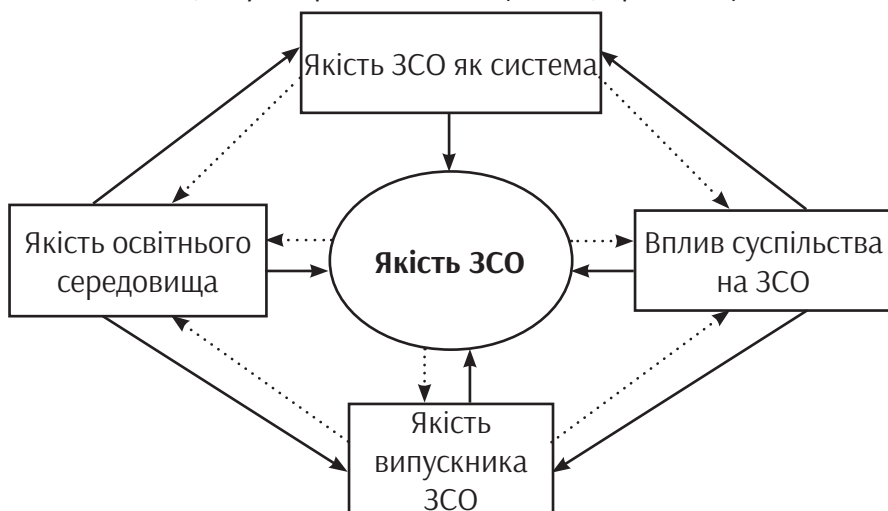 Якість ЗСО як система
Якість освітнього
середовища
Якість ЗСО
Вплив суспільства
на ЗСО
Якість
випускника
ЗСО